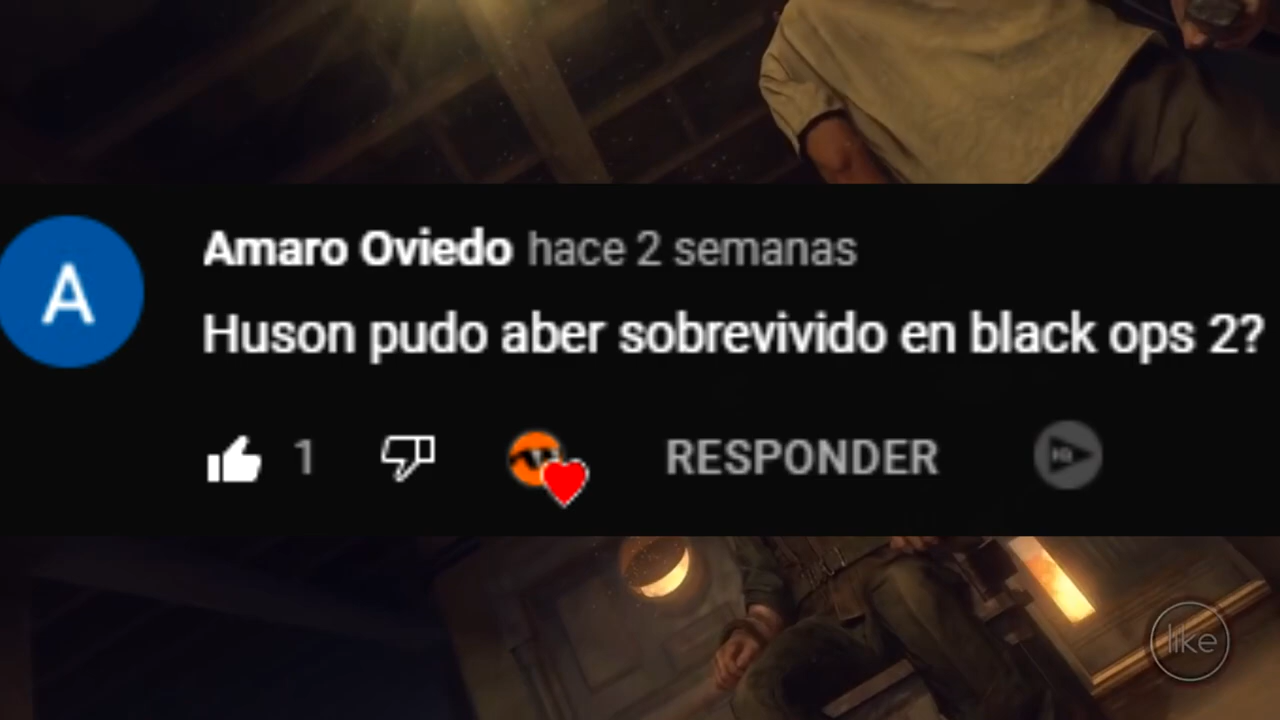 A
Amaro Oviedo hace 2 semanas
Huson pudo aber sobrevivido en black ops 2?
1
RESPONDER
like